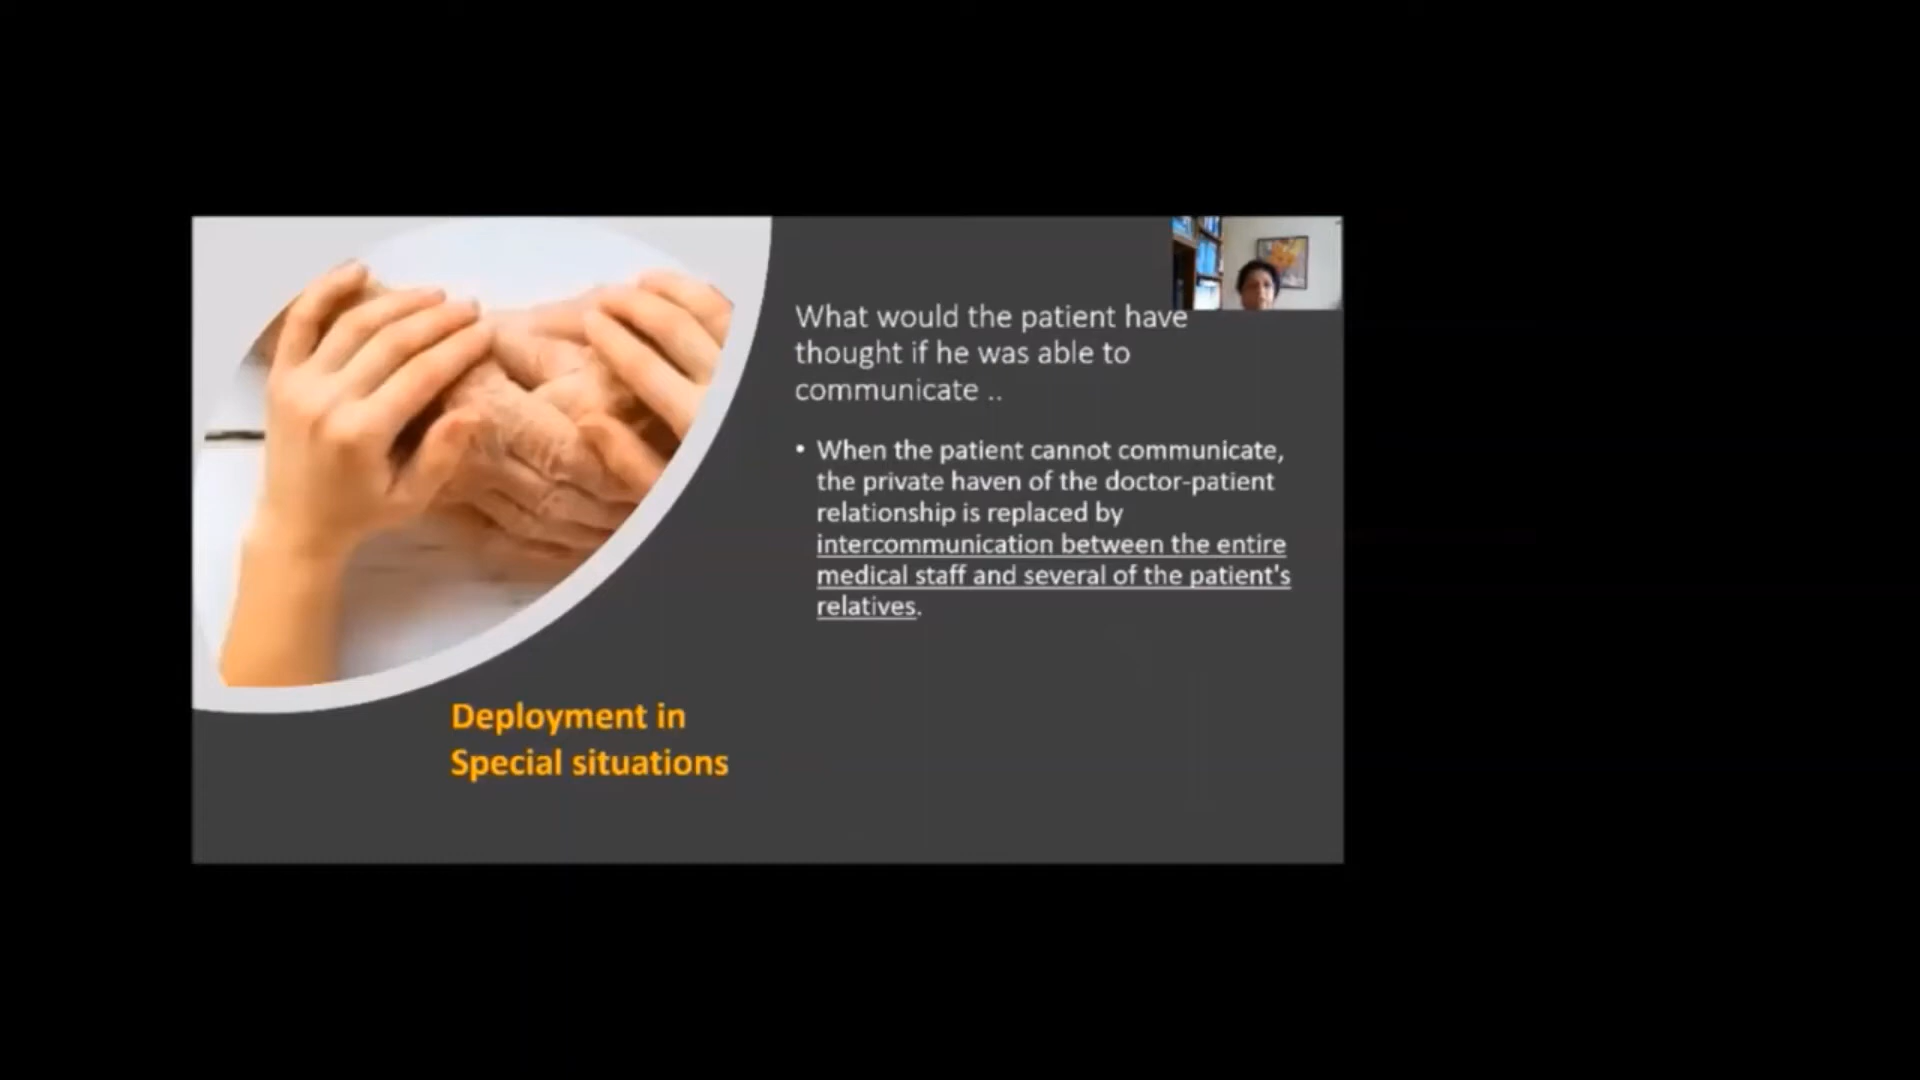 What would the patient have
thought if he was able to
communicate ..
• When the patient cannot communicate,
the private haven of the doctor-patient
relationship is replaced by
intercommunication between the entire
medical staff and several of the patient's
relatives.
Deployment in
Special situations